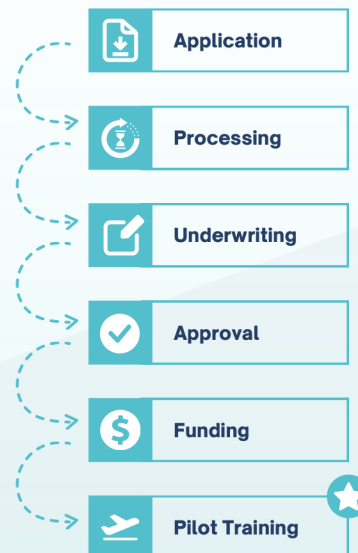 Application
Processing
Underwriting
Approval
Funding
Pilot Training